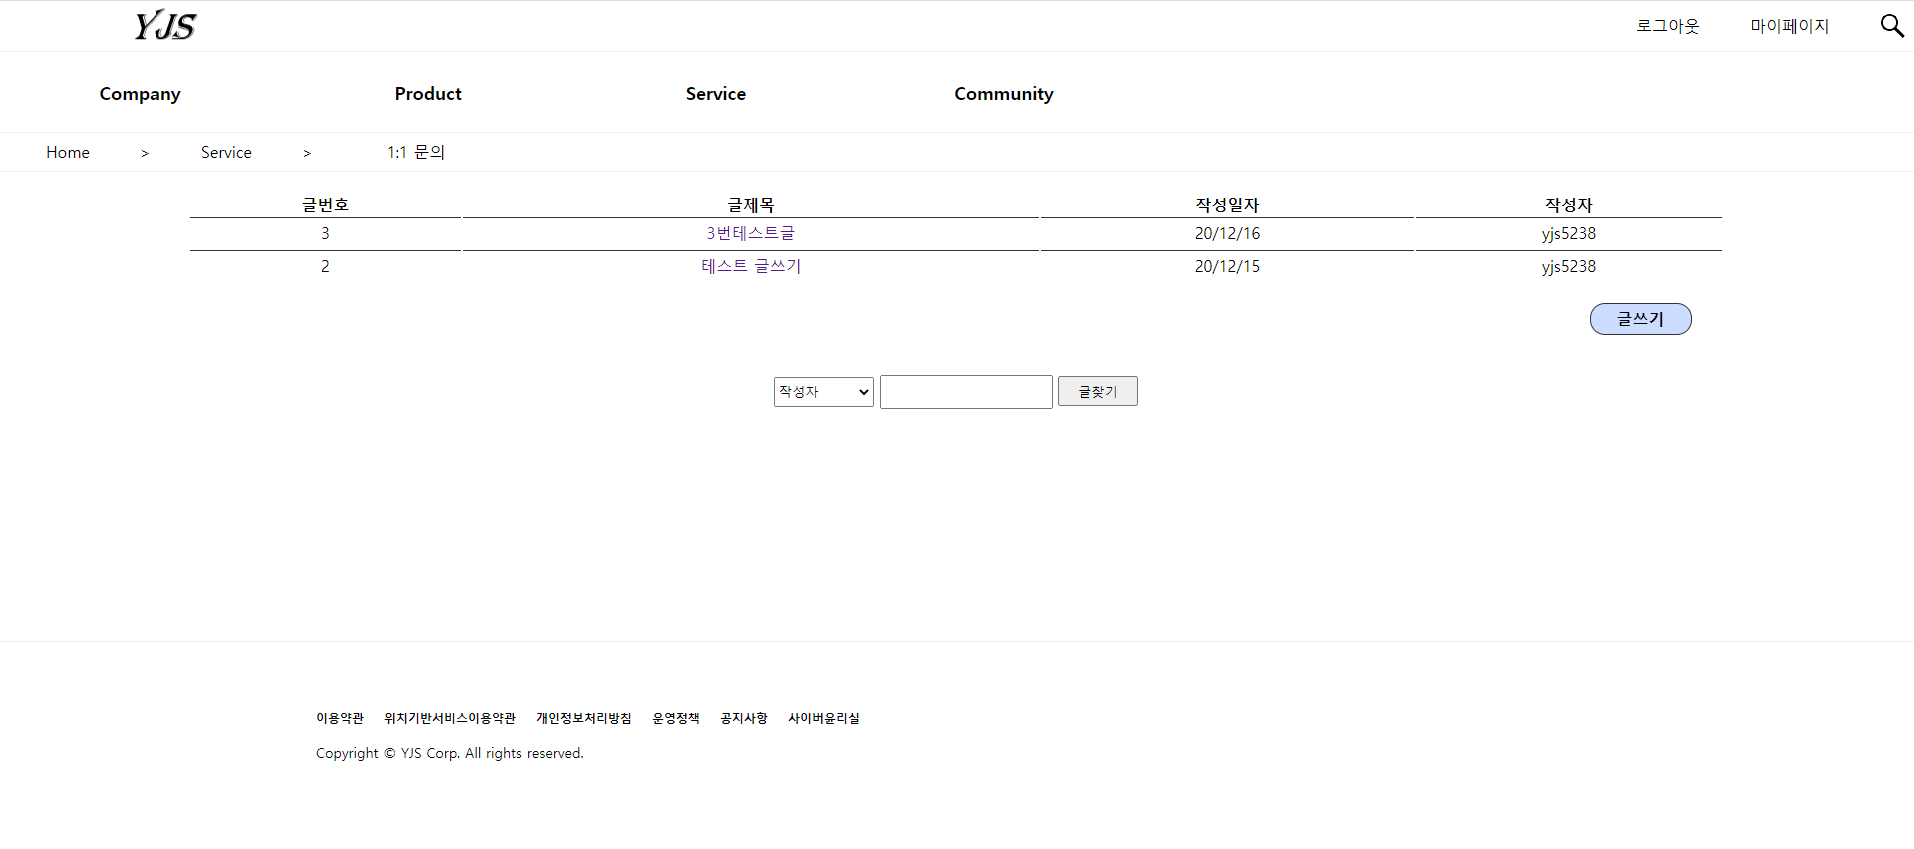 YJS 로그아웃 마이페이지
Company Product Service Community
Home > Service > 1:1 문의
글번호 글제목 작성일자 작성자
3 3번테스트글 20/12/16 yjs5238
2 테스트 글쓰기 20/12/15 yjs5238
글쓰기
작성자 글찾기
이용약관 위치기반서비스이용약관 개인정보처리방침 운영정책 공지사항 사이버윤리실
Copyright © YJS Corp. All rights reserved.